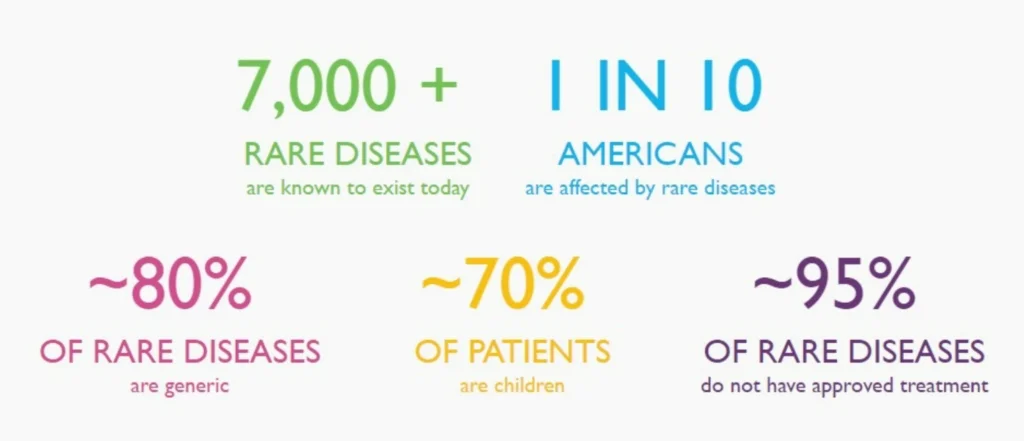 7,000 +
RARE DISEASES
are known to exist today
1 IN 10
AMERICANS
are affected by rare diseases
~80%
OF RARE DISEASES
are generic
~70%
OF PATIENTS
are children
~95%
OF RARE DISEASES
do not have approved treatment